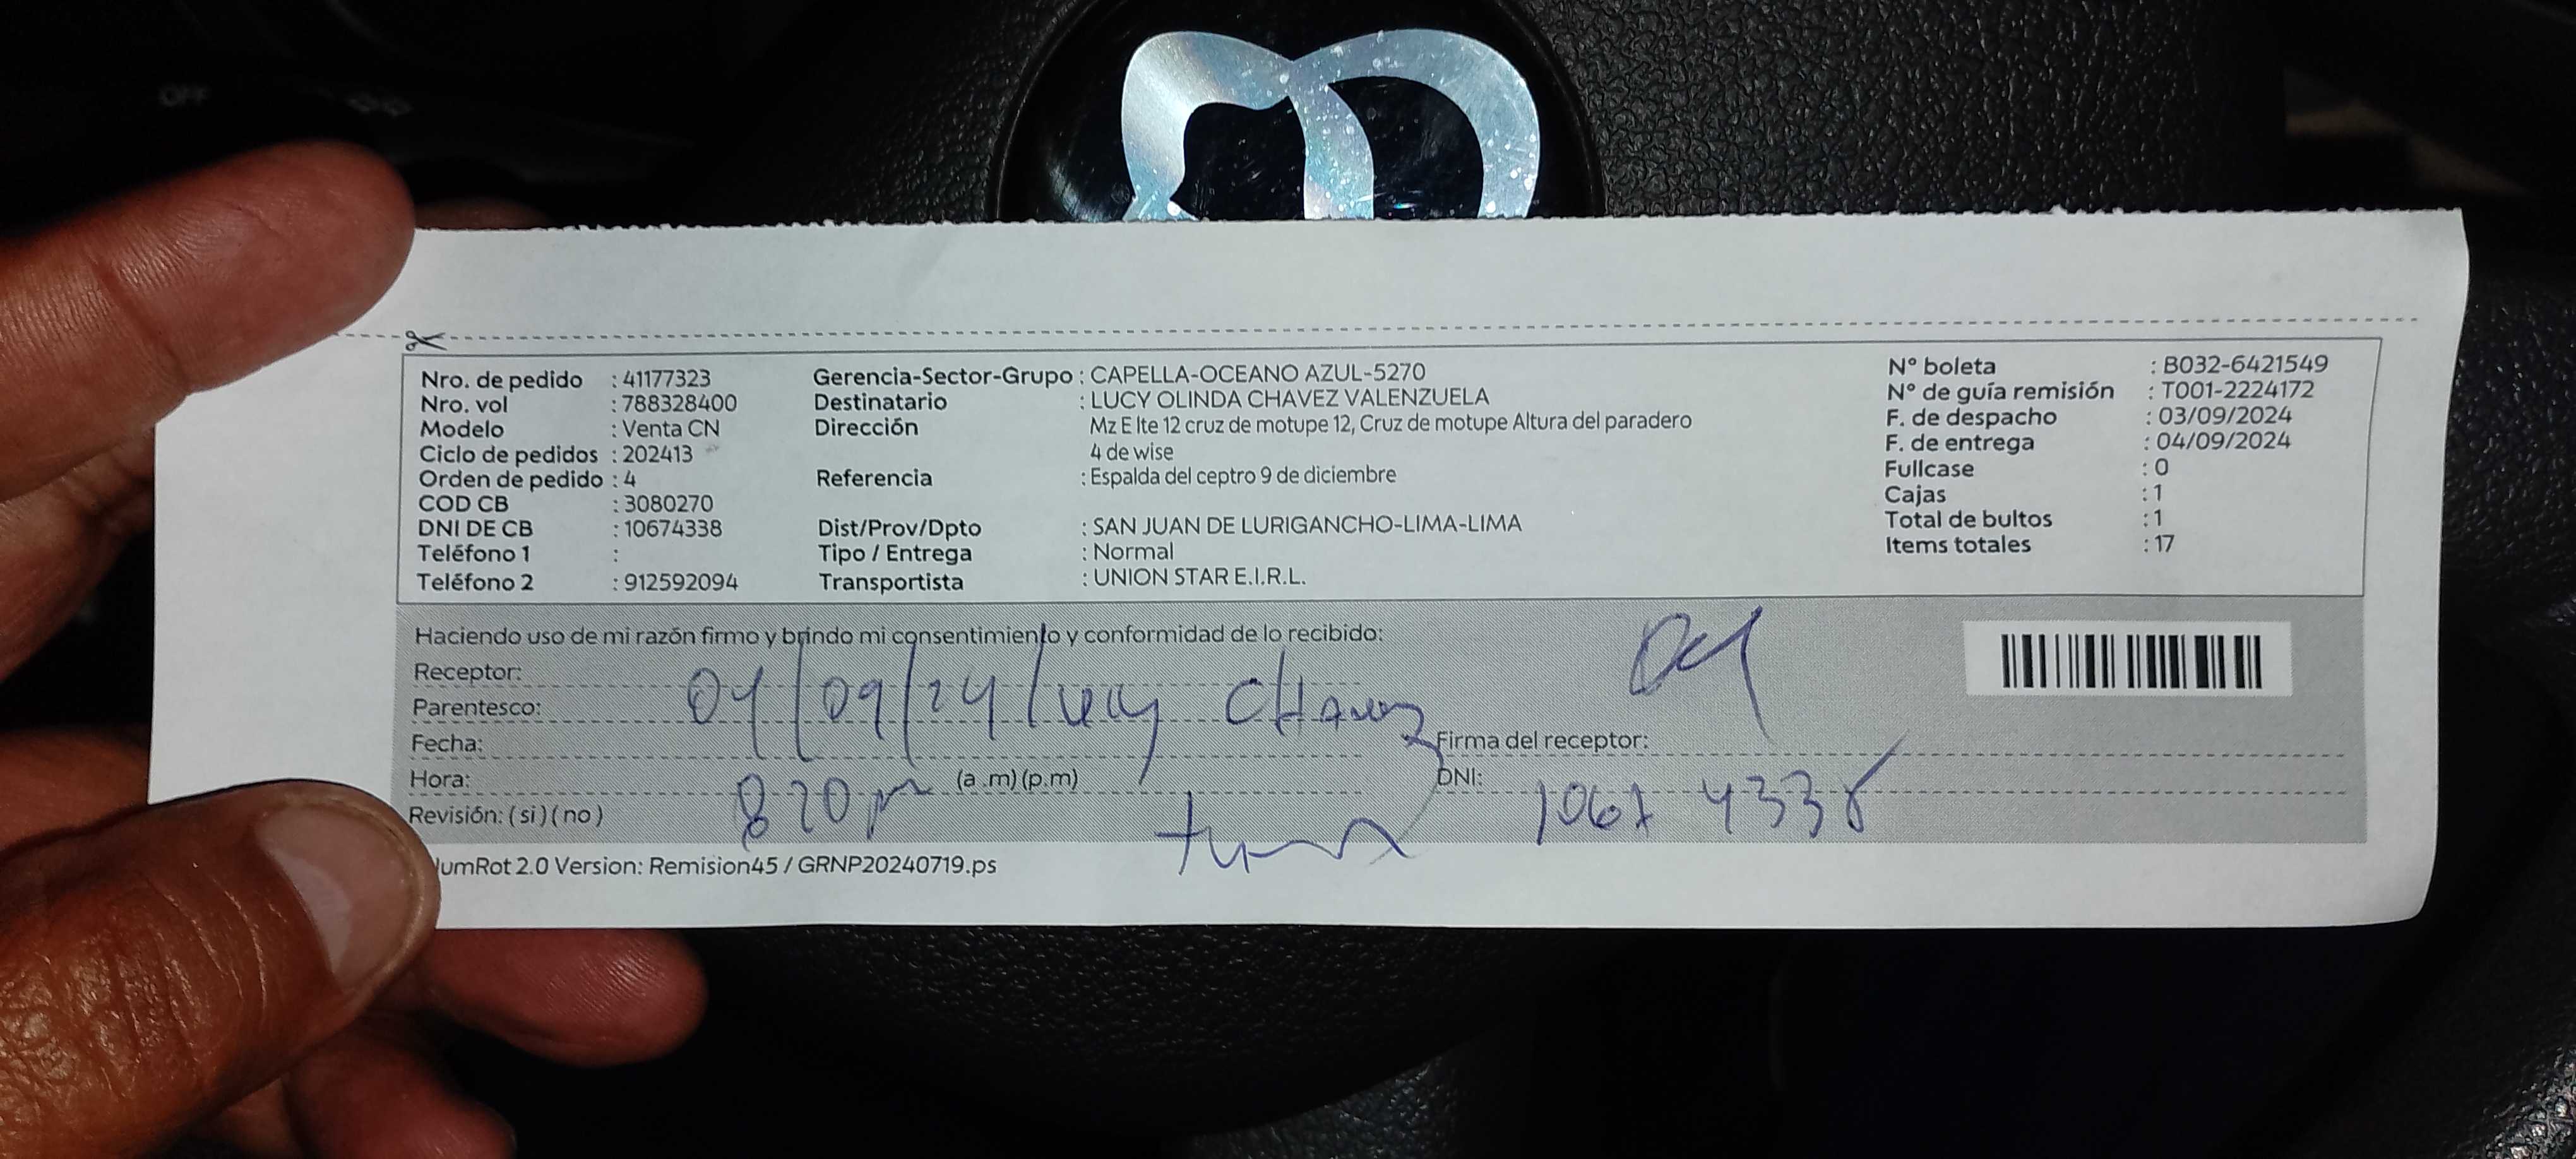 OFF
Nro. de pedido : 41177323
Nro. vol : 788328400
Modelo : Venta CN
Ciclo de pedidos : 202413
Orden de pedido : 4
COD CB : 3080270
DNI DE CB : 10674338
Teléfono 1 :
Teléfono 2 : 912592094
Gerencia-Sector-Grupo : CAPELLA-OCEANO AZUL-5270
Destinatario : LUCY OLINDA CHAVEZ VALENZUELA
Dirección Mz E lte 12 cruz de motupe 12, Cruz de motupe Altura del paradero
4 de wise
Referencia : Espalda del ceptro 9 de diciembre
Dist/Prov/Dpto : SAN JUAN DE LURIGANCHO-LIMA-LIMA
Tipo / Entrega : Normal
Transportista : UNION STAR E.I.R.L.
N° boleta : B032-6421549
N° de guía remisión : T001-2224172
F. de despacho : 03/09/2024
F. de entrega : 04/09/2024
Fullcase : 0
Cajas : 1
Total de bultos : 1
Items totales : 17
Haciendo uso de mi razón firmo y brindo mi consentimiento y conformidad de lo recibido:
Receptor:
Parentesco: 04/09/24/Lucy Chavez
Fecha:
Hora: 820 pm (a .m) (p.m)
Revisión: ( si ) ( no )
Firma del receptor:
DNI: 1067 4338
umRot 2.0 Version: Remision45 / GRNP20240719.ps